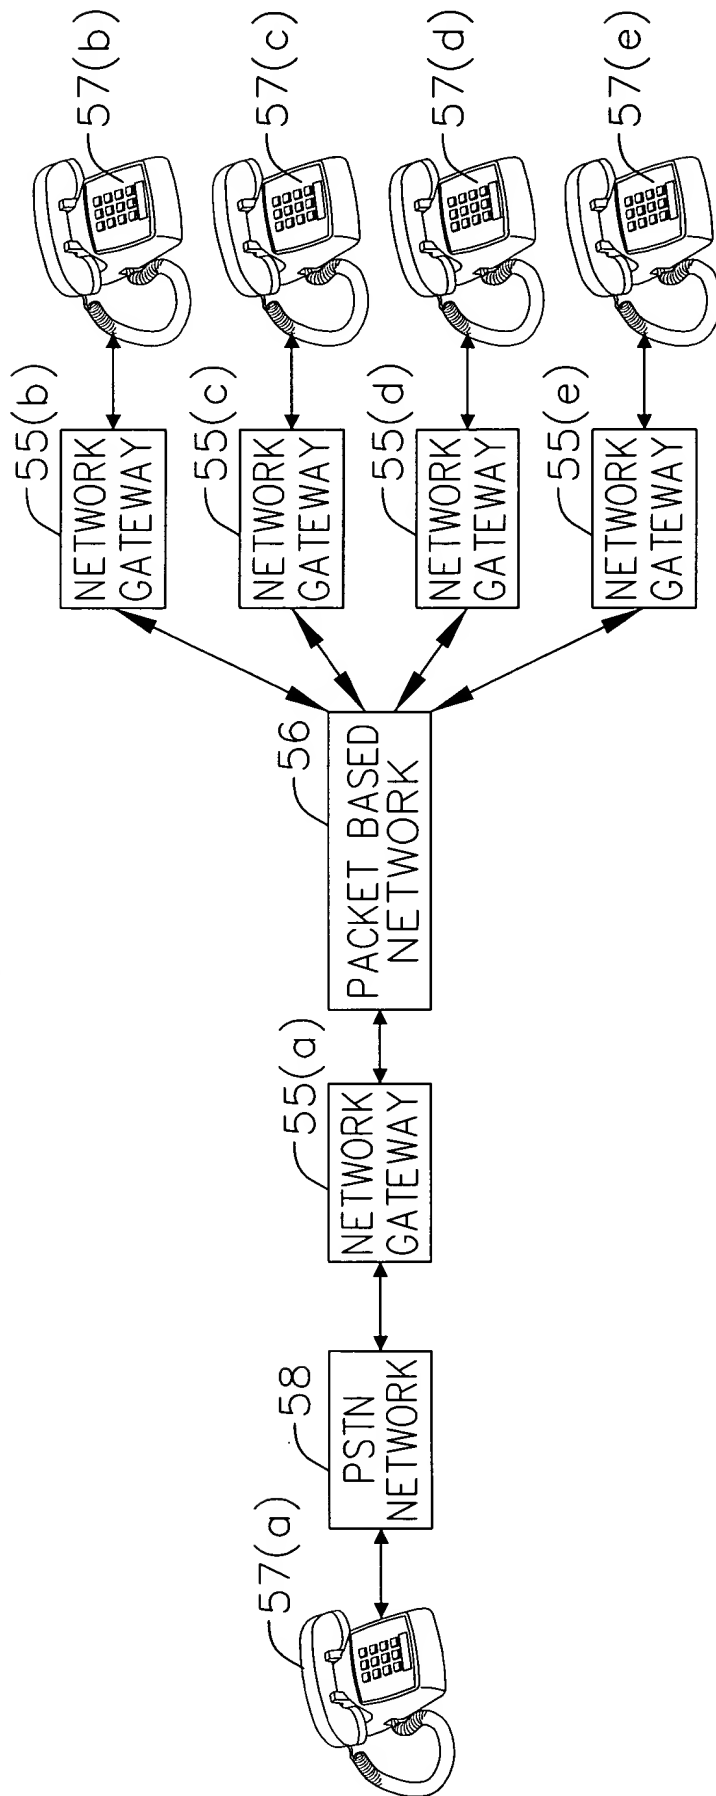 57(a)
58
PSTN
NETWORK
55(a)
NETWORK
GATEWAY
56
PACKET BASED
NETWORK
55(b)
NETWORK
GATEWAY
57(b)
55(c)
NETWORK
GATEWAY
57(c)
55(d)
NETWORK
GATEWAY
57(d)
55(e)
NETWORK
GATEWAY
57(e)